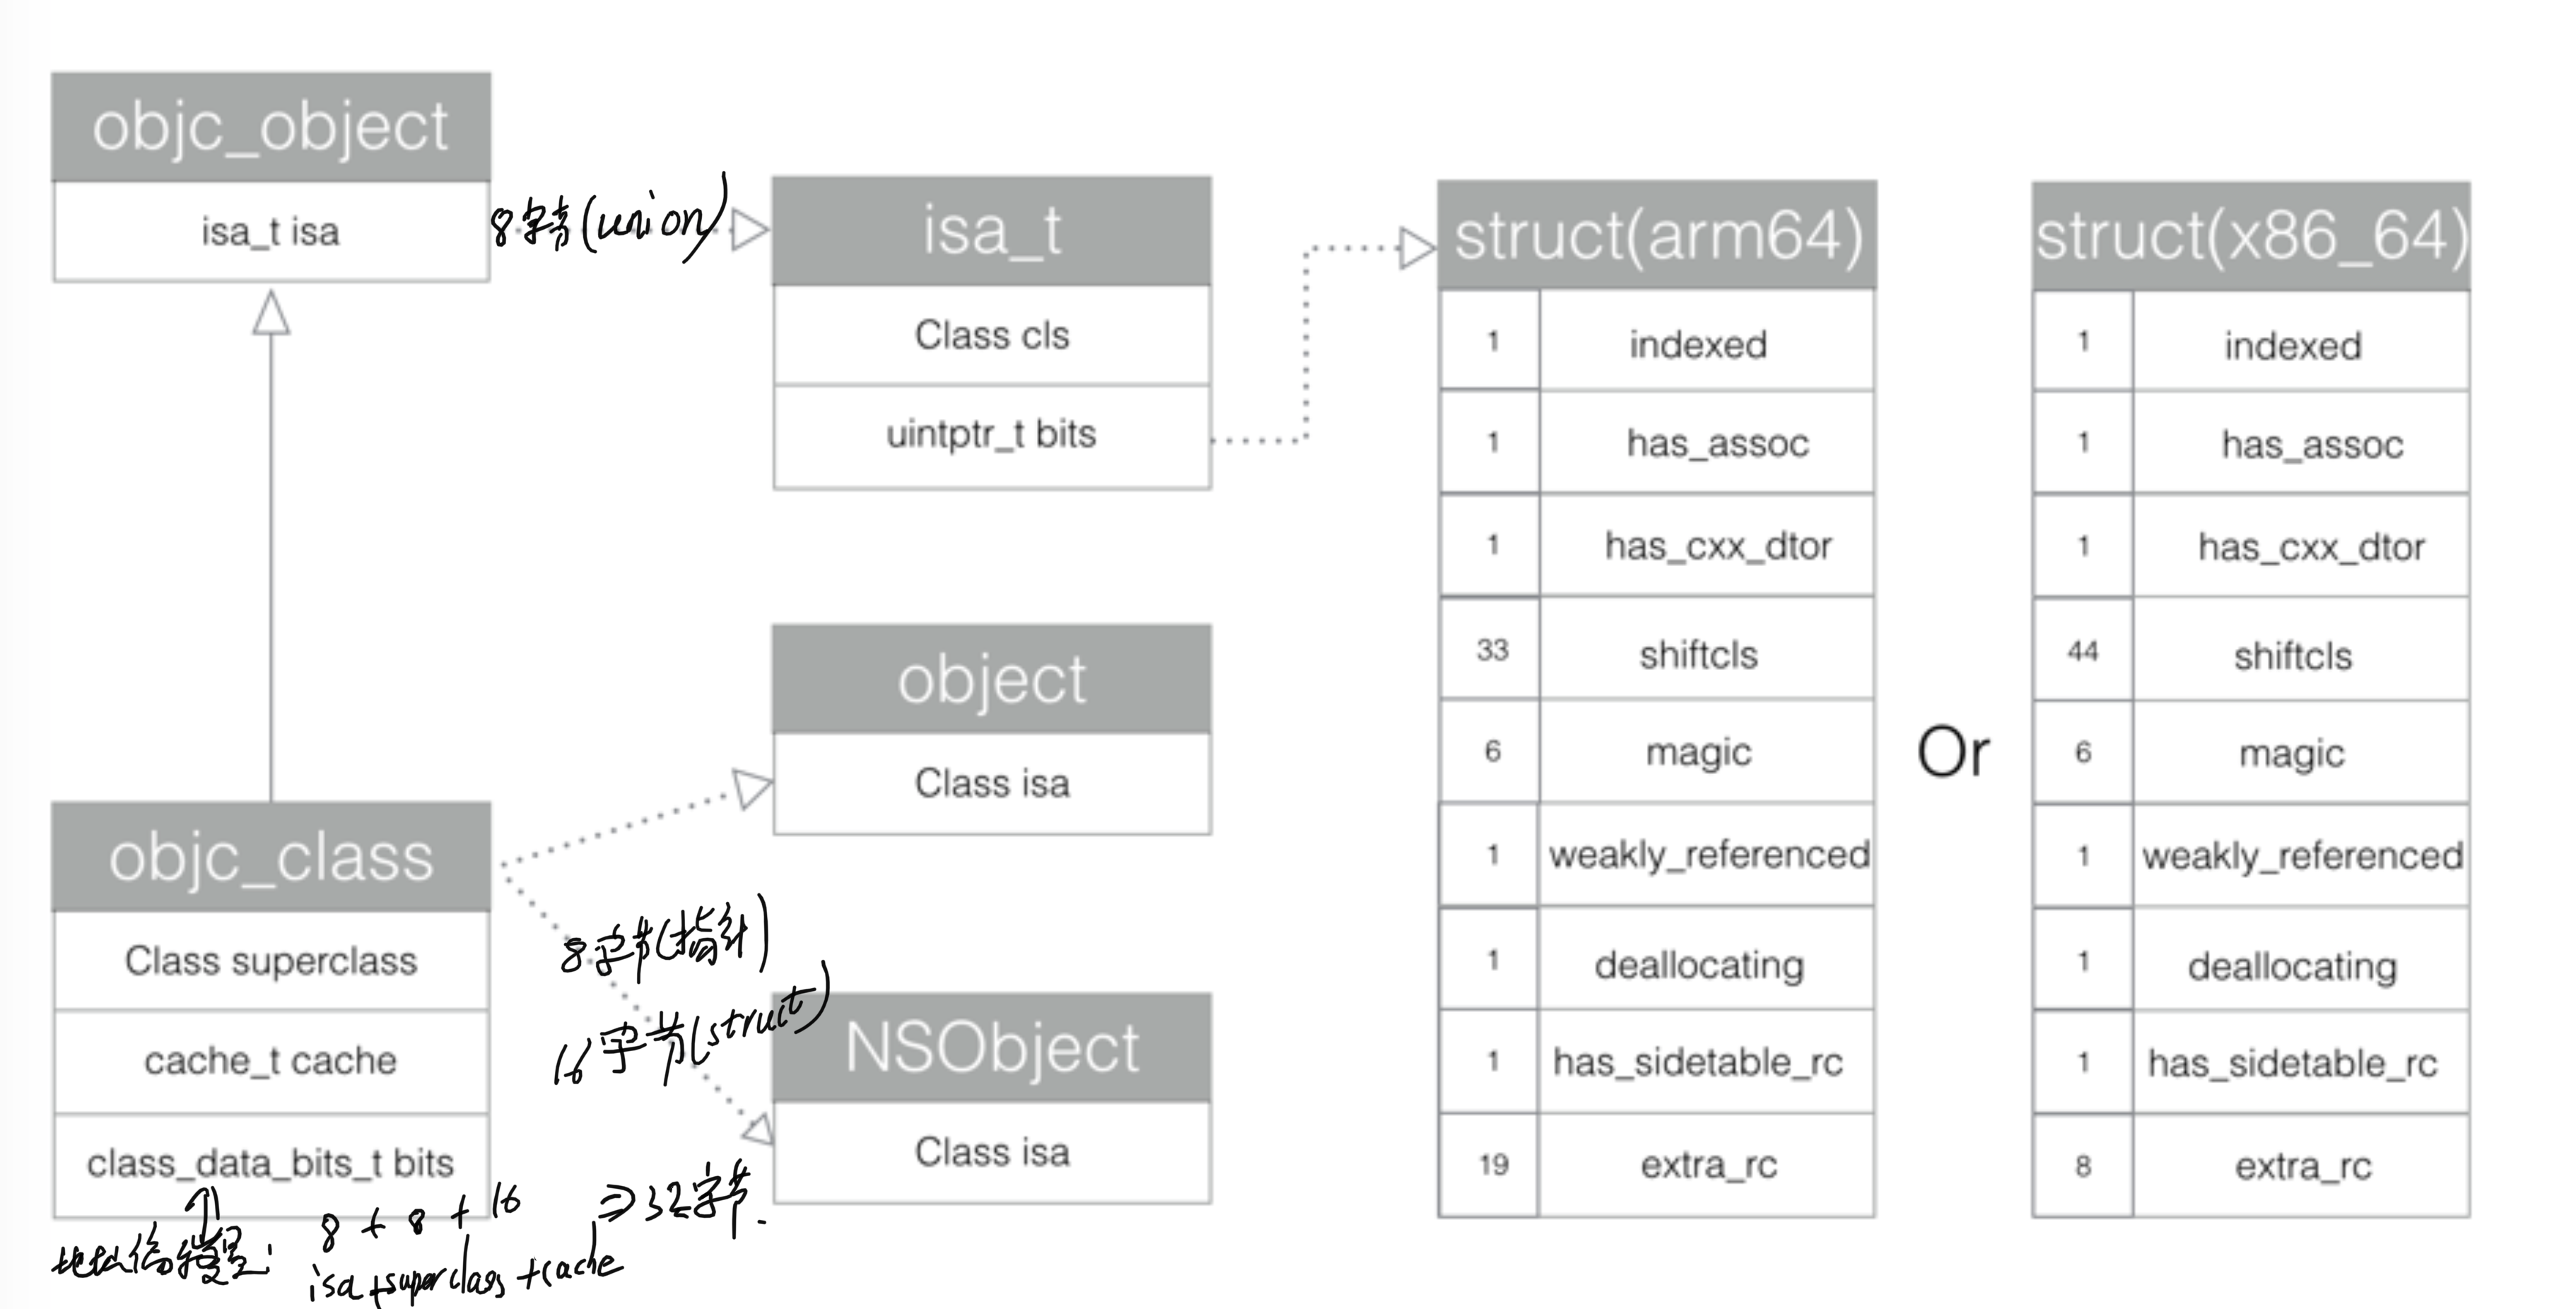 objc_object
isa_t isa
8字节(union)
isa_t
Class cls
uintptr_t bits
struct(arm64)
1 indexed
1 has_assoc
1 has_cxx_dtor
33 shiftcls
6 magic
1 weakly_referenced
1 deallocating
1 has_sidetable_rc
19 extra_rc
Or
struct(x86_64)
1 indexed
1 has_assoc
1 has_cxx_dtor
44 shiftcls
6 magic
1 weakly_referenced
1 deallocating
1 has_sidetable_rc
8 extra_rc
object
Class isa
objc_class
Class superclass
8字节(指针)
cache_t cache
16字节(struct)
class_data_bits_t bits
NSObject
Class isa
地址偏移量:
8 + 8 + 16 => 32字节.
isa+superclass+cache